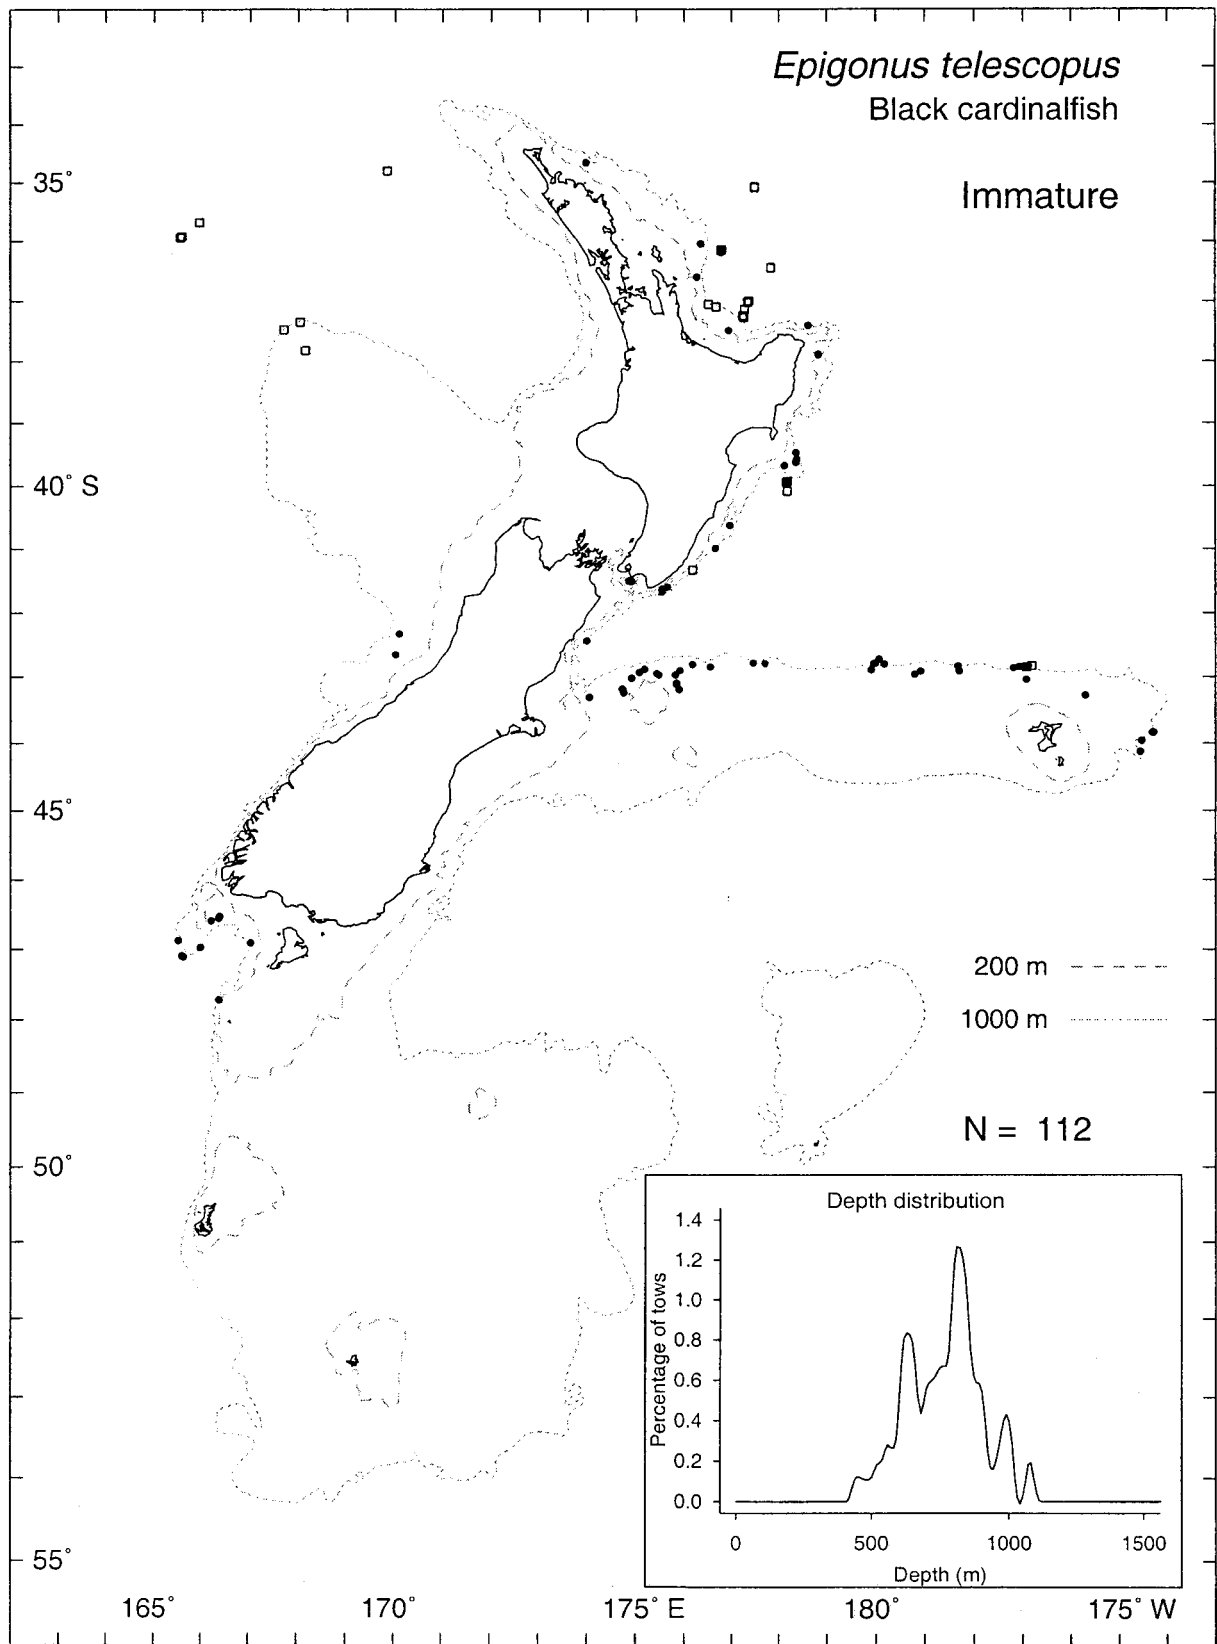 Epigonus telescopus
Black cardinalfish
Immature
35°
40° S
45°
200 m
1000 m
N = 112
50°
Depth distribution
1.4
1.2
1.0
0.8
0.6
0.4
0.2
0.0
Percentage of tows
0 500 1000 1500
Depth (m)
55°
165° 170° 175° E 180° 175° W